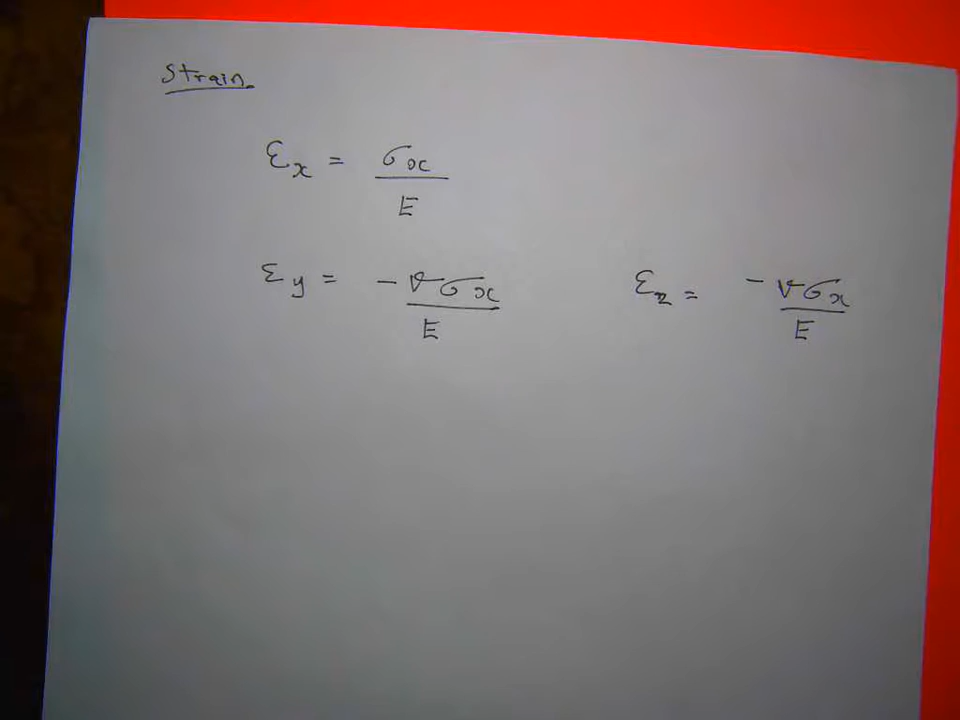 Strain
εx = σx / E
εy = -νσx / E    εz = -νσx / E